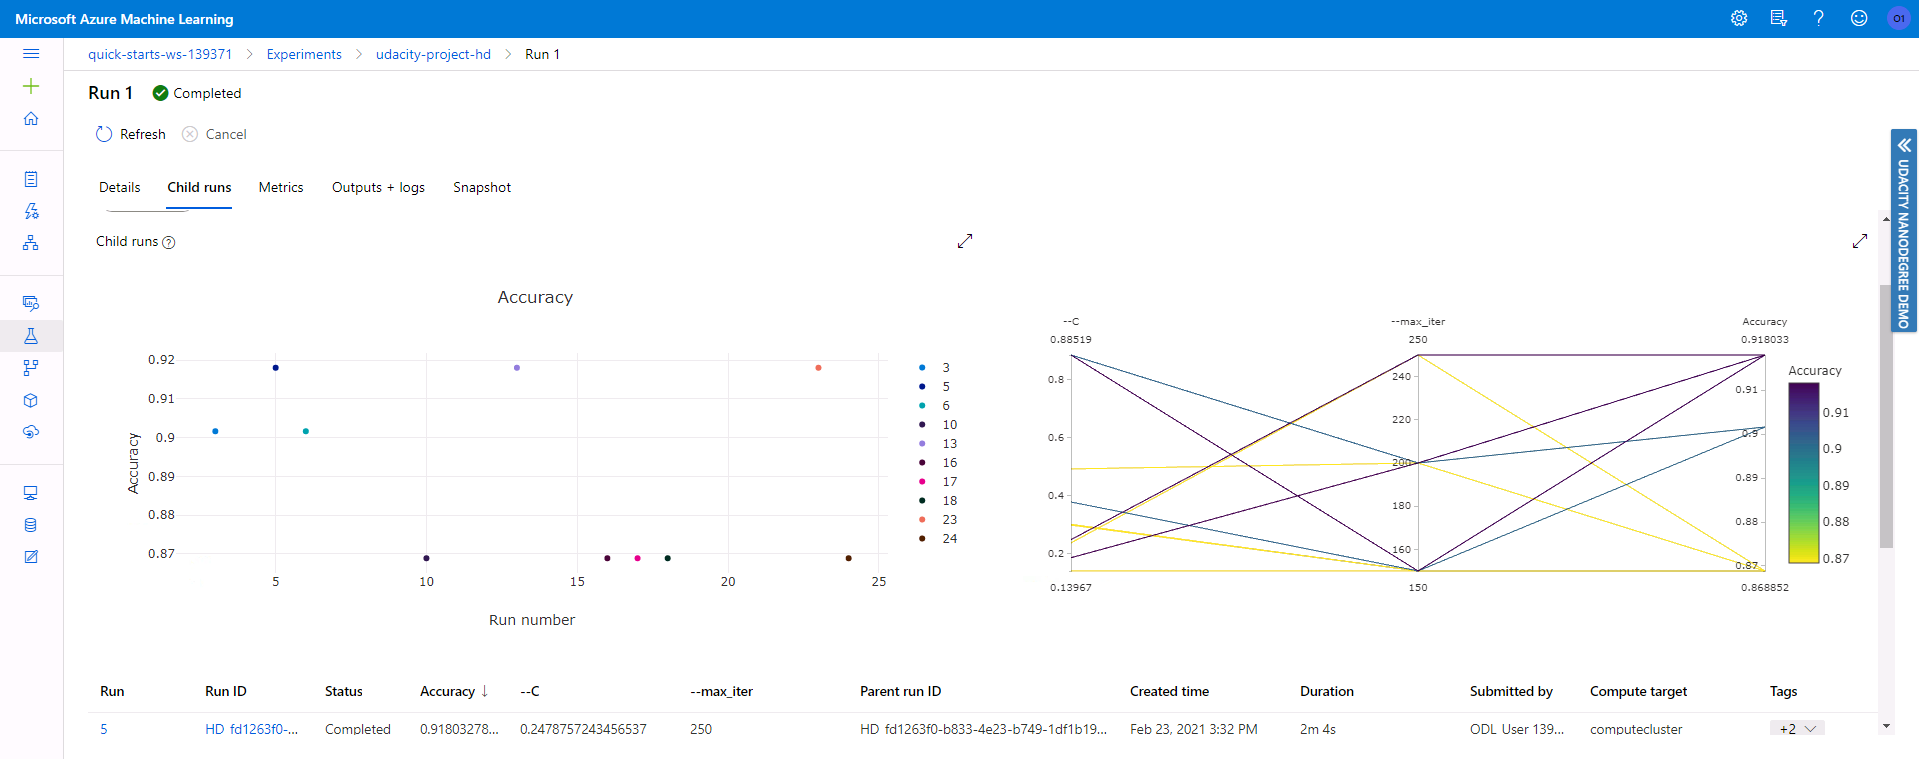 Microsoft Azure Machine Learning
O1
quick-starts-ws-139371 > Experiments > udacity-project-hd > Run 1
Run 1 Completed
Refresh Cancel
Details Child runs Metrics Outputs + logs Snapshot
UDACITY NANODEGREE DEMO
Child runs ?
Accuracy
Accuracy
0.92
0.91
0.9
0.89
0.88
0.87
5 10 15 20 25
Run number
3
5
6
10
13
16
17
18
23
24
--C --max_iter Accuracy
0.88519 250 0.918033
0.8
0.6
0.4
0.2
0.13967
240
220
200
180
160
150
0.91
0.9
0.89
0.88
0.87
0.868852
Accuracy
0.91
0.9
0.89
0.88
0.87
Run Run ID Status Accuracy ↓ --C --max_iter Parent run ID Created time Duration Submitted by Compute target Tags
5 HD_fd1263f0-... Completed 0.91803278... 0.2478757243456537 250 HD_fd1263f0-b833-4e23-b749-1df1b19... Feb 23, 2021 3:32 PM 2m 4s ODL_User 139... computecluster +2